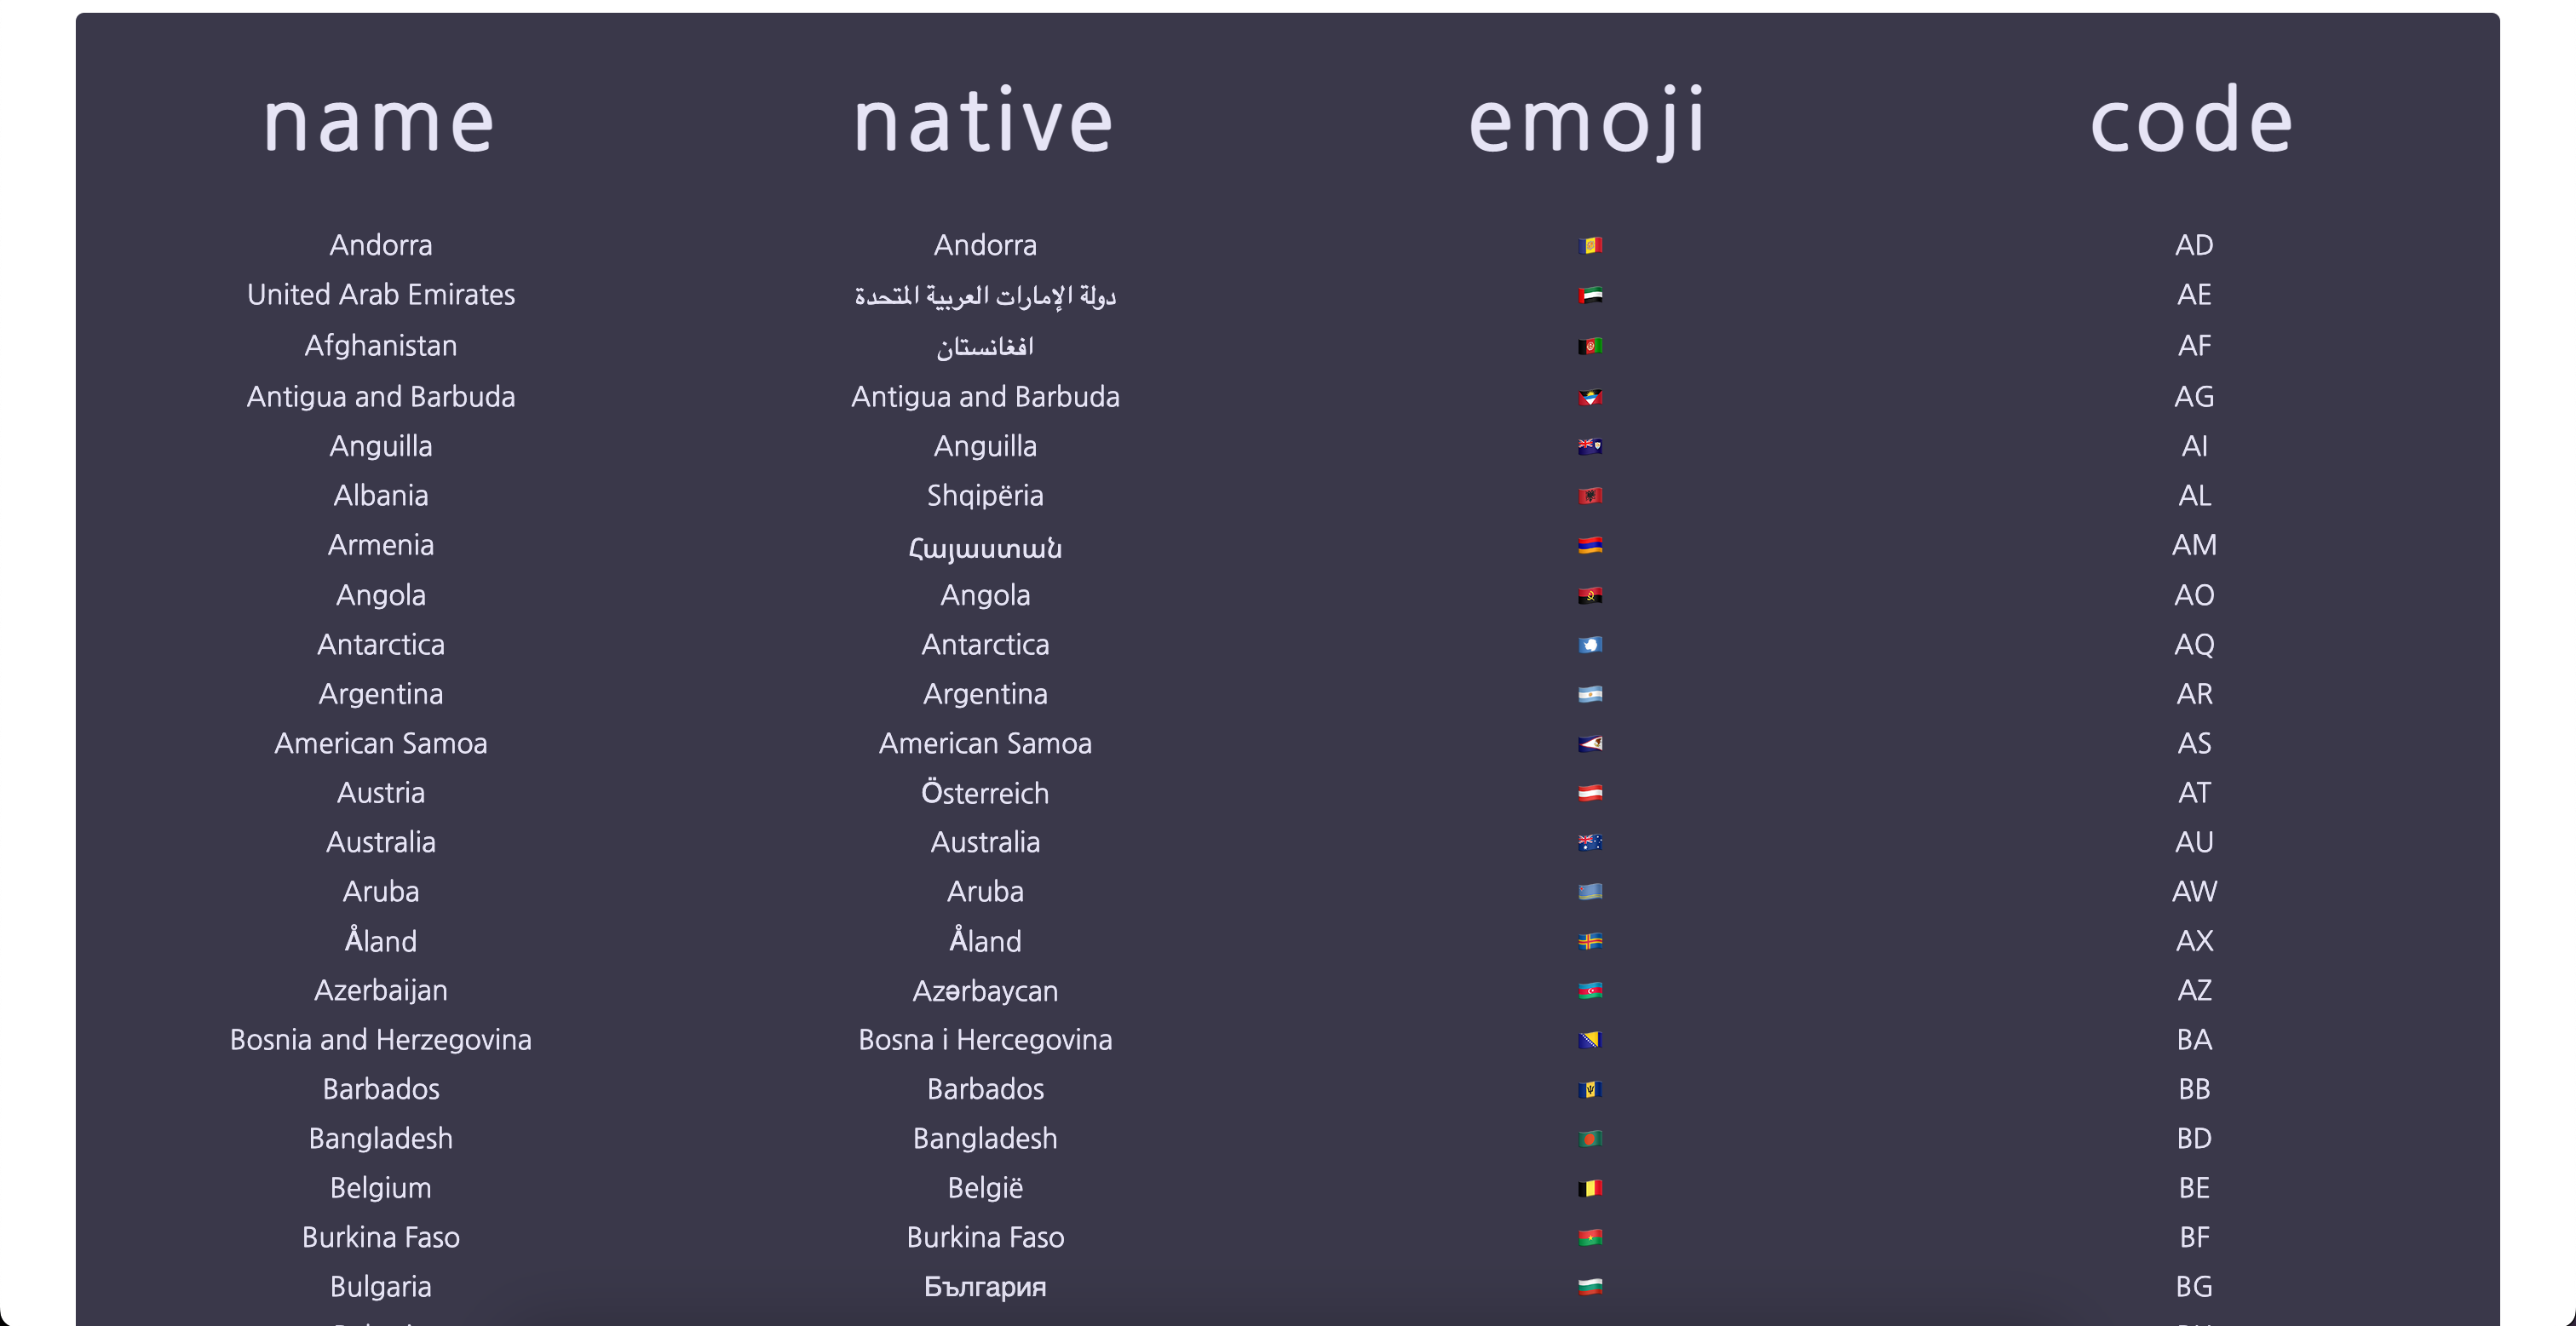 name native emoji code
Andorra Andorra 🇦🇩 AD
United Arab Emirates دولة الإمارات العربية المتحدة 🇦🇪 AE
Afghanistan افغانستان 🇦🇫 AF
Antigua and Barbuda Antigua and Barbuda 🇦🇬 AG
Anguilla Anguilla 🇦🇮 AI
Albania Shqipëria 🇦🇱 AL
Armenia Հայաստան 🇦🇲 AM
Angola Angola 🇦🇴 AO
Antarctica Antarctica 🇦🇶 AQ
Argentina Argentina 🇦🇷 AR
American Samoa American Samoa 🇦🇸 AS
Austria Österreich 🇦🇹 AT
Australia Australia 🇦🇺 AU
Aruba Aruba 🇦🇼 AW
Åland Åland 🇦🇽 AX
Azerbaijan Azərbaycan 🇦🇿 AZ
Bosnia and Herzegovina Bosna i Hercegovina 🇧🇦 BA
Barbados Barbados 🇧🇧 BB
Bangladesh Bangladesh 🇧🇩 BD
Belgium België 🇧🇪 BE
Burkina Faso Burkina Faso 🇧🇫 BF
Bulgaria България 🇧🇬 BG